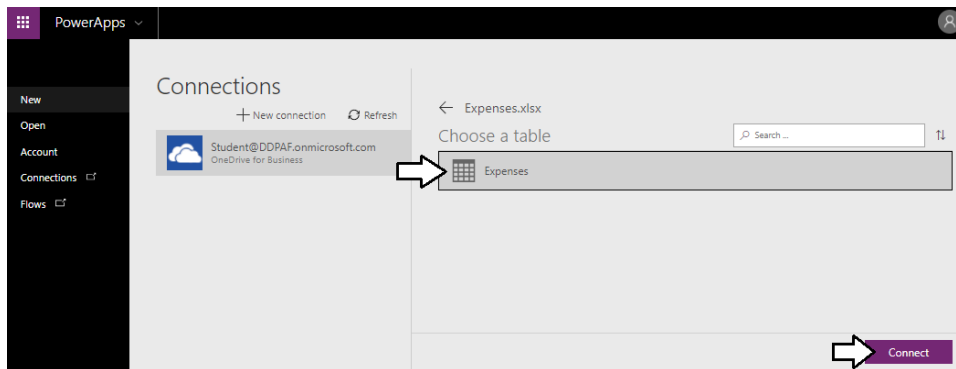 PowerApps
New
Open
Account
Connections
Flows
Connections
New connection
Refresh
Student@DDPAF.onmicrosoft.com
OneDrive for Business
Expenses.xlsx
Choose a table
Search ...
Expenses
Connect